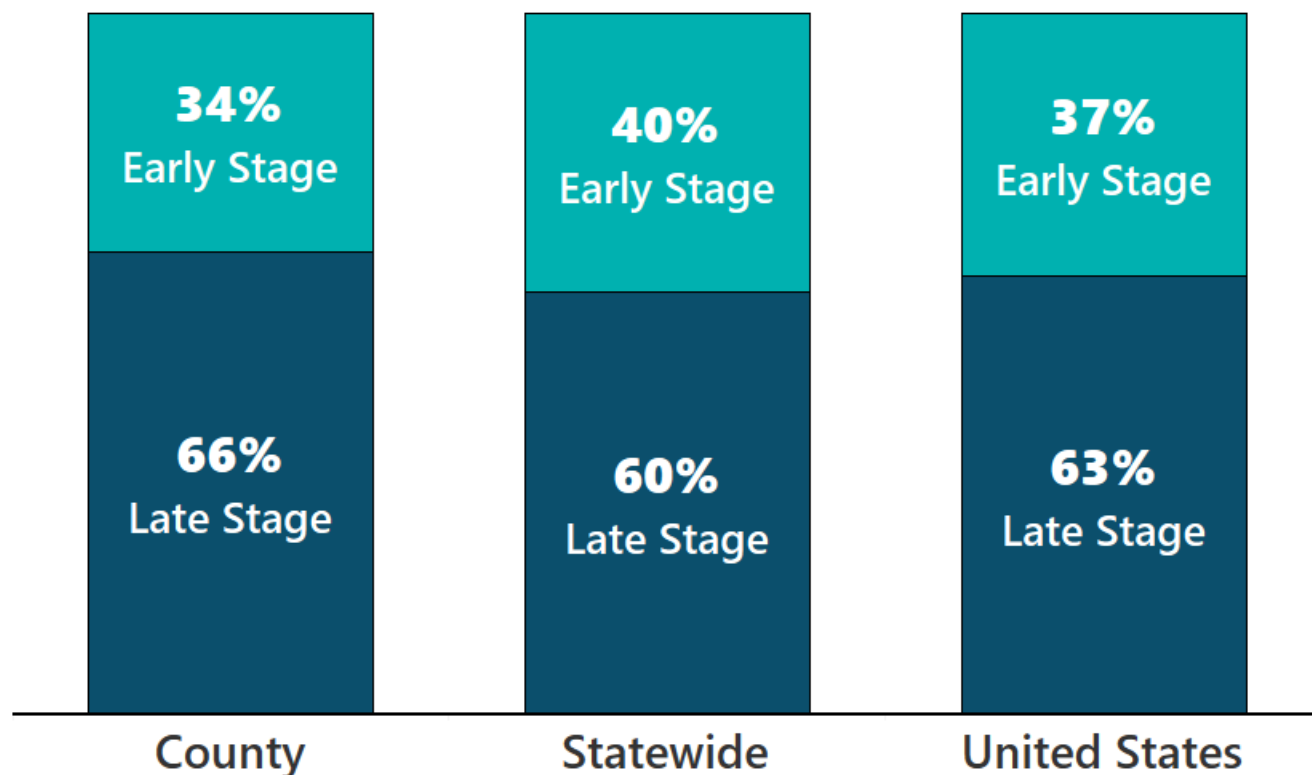 34%
Early Stage
66%
Late Stage
40%
Early Stage
60%
Late Stage
37%
Early Stage
63%
Late Stage
County
Statewide
United States